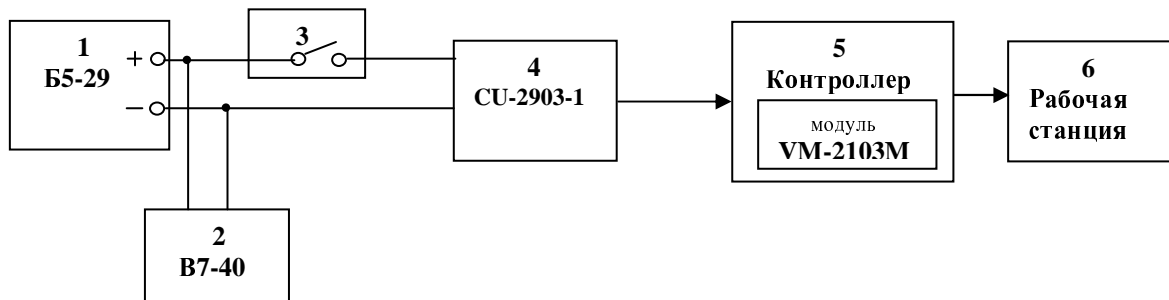 1
Б5-29
+
–
3
4
CU-2903-1
5
Контроллер
модуль
VM-2103M
6
Рабочая
станция
2
В7-40